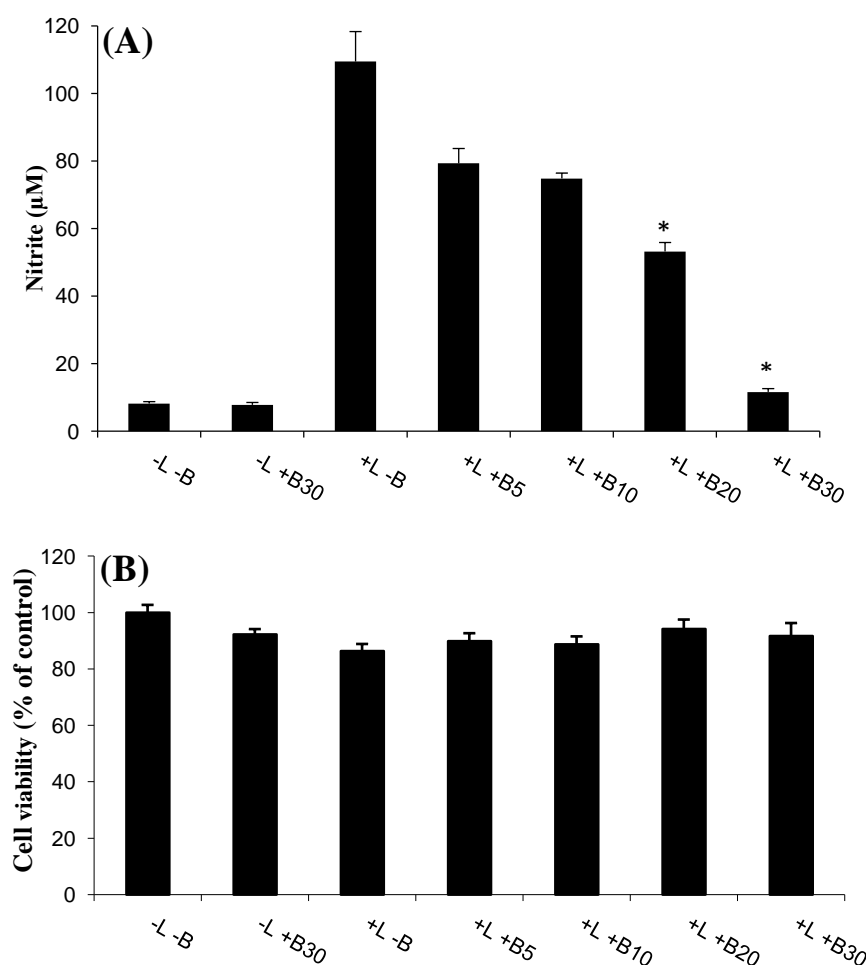 (A)
Nitrite (µM)
120
100
80
60
40
20
0
*
*
-L -B
-L +B30
+L -B
+L +B5
+L +B10
+L +B20
+L +B30
(B)
Cell viability (% of control)
120
100
80
60
40
20
0
-L -B
-L +B30
+L -B
+L +B5
+L +B10
+L +B20
+L +B30